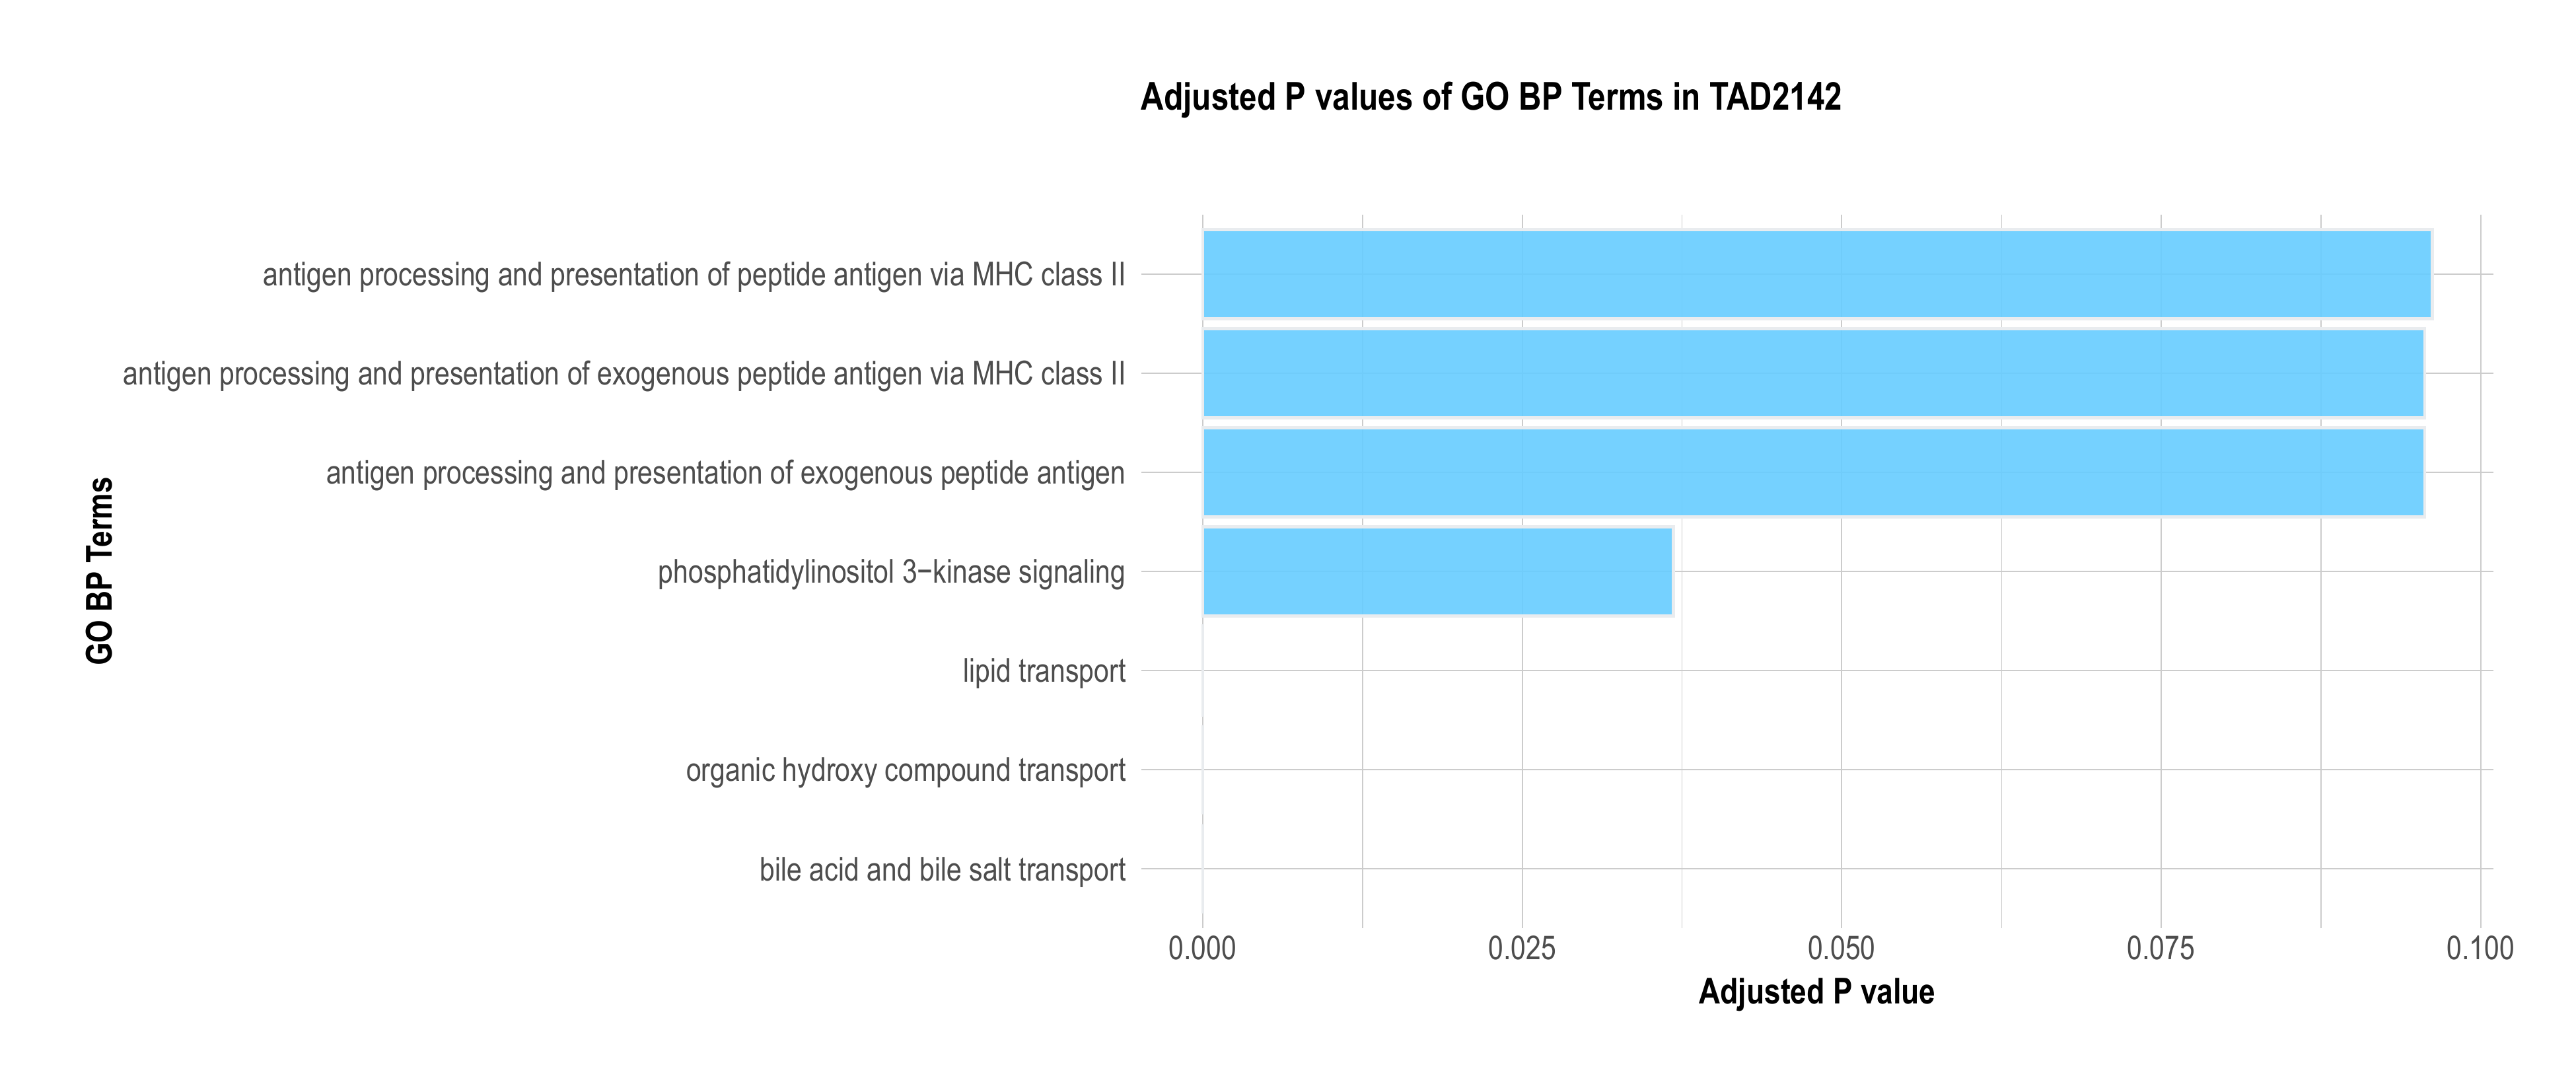 Adjusted P values of GO BP Terms in TAD2142
antigen processing and presentation of peptide antigen via MHC class II
antigen processing and presentation of exogenous peptide antigen via MHC class II
antigen processing and presentation of exogenous peptide antigen
phosphatidylinositol 3−kinase signaling
lipid transport
organic hydroxy compound transport
bile acid and bile salt transport
GO BP Terms
0.000 0.025 0.050 0.075 0.100
Adjusted P value